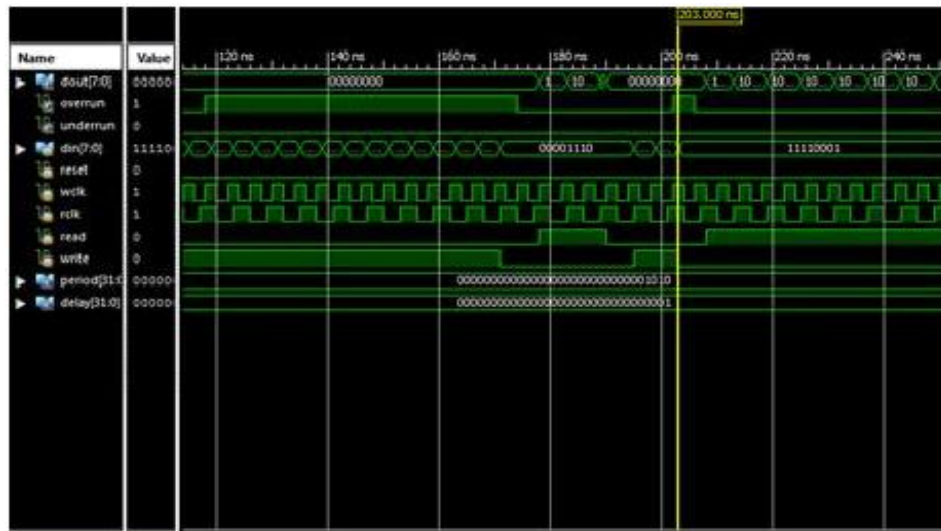 203.000 ns
Name Value 120 ns 140 ns 160 ns 180 ns 200 ns 220 ns 240 ns
dout[7:0] 00000 00000000 1... 10... 00000000 1... 10... 10... 10... 10... 10...
overrun 1
underrun 0
din[7:0] 11110 00001110 11110001
reset 0
wclk 1
rclk 1
read 0
write 0
period[31:0 00000 00000000000000000000000000001010
delay[31:0] 00000 00000000000000000000000000000001